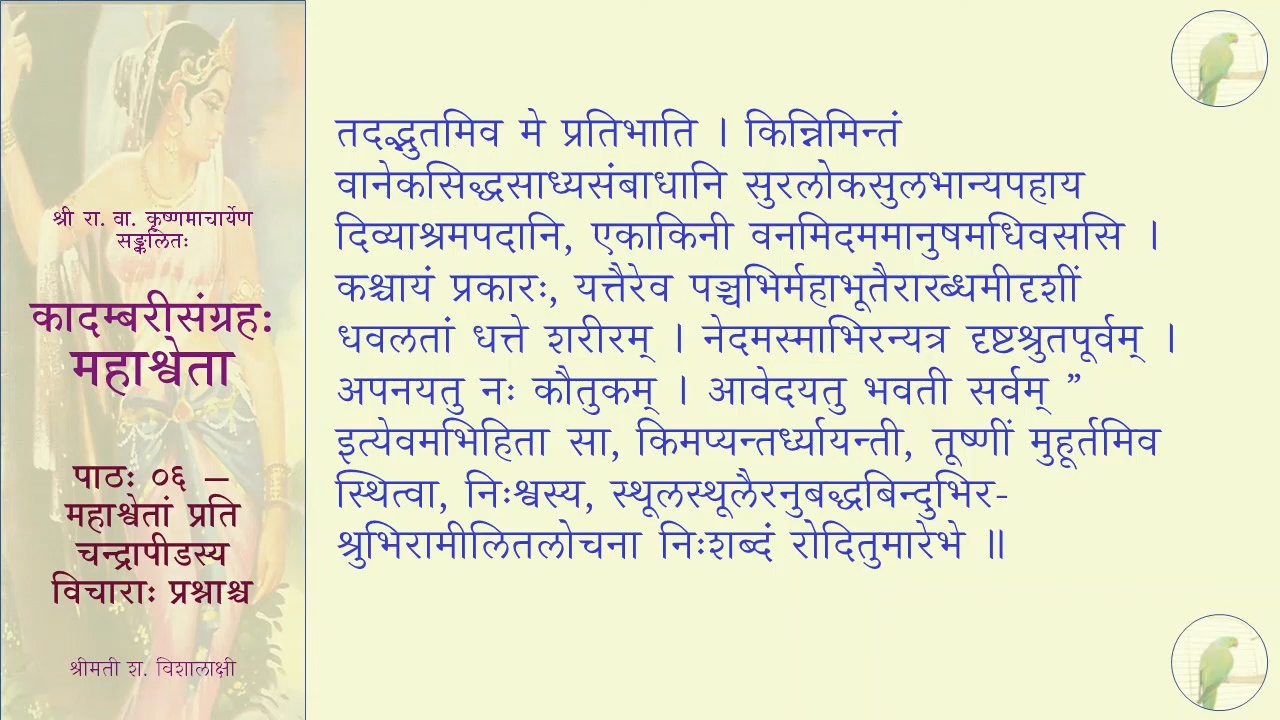 श्री रा. वा. कृष्णमाचार्येण
सङ्कलितः
कादम्बरीसंग्रहः
महाश्वेता
पाठः ०६ –
महाश्वेतां प्रति
चन्द्रापीडस्य
विचाराः प्रश्नाश्च
श्रीमती श. विशालाक्षी
तदद्भुतमिव मे प्रतिभाति । किन्निमिन्तं
वानेकसिद्धसाध्यसंबाधानि सुरलोकसुलभान्यपहाय
दिव्याश्रमपदानि, एकाकिनी वनमिदममानुषमधिवससि ।
कश्चायं प्रकारः, यत्तैरेव पञ्चभिर्महाभूतैरारब्धमीदृशीं
धवलतां धत्ते शरीरम् । नेदमस्माभिरन्यत्र दृष्टश्रुतपूर्वम् ।
अपनयतु नः कौतुकम् । आवेदयतु भवती सर्वम् ”
इत्येवमभिहिता सा, किमप्यन्तर्ध्यायन्ती, तूष्णीं मुहूर्तमिव
स्थित्वा, निःश्वस्य, स्थूलस्थूलैरनुबद्धबिन्दुभिर-
श्रुभिरामीलितलोचना निःशब्दं रोदितुमारेभे ॥